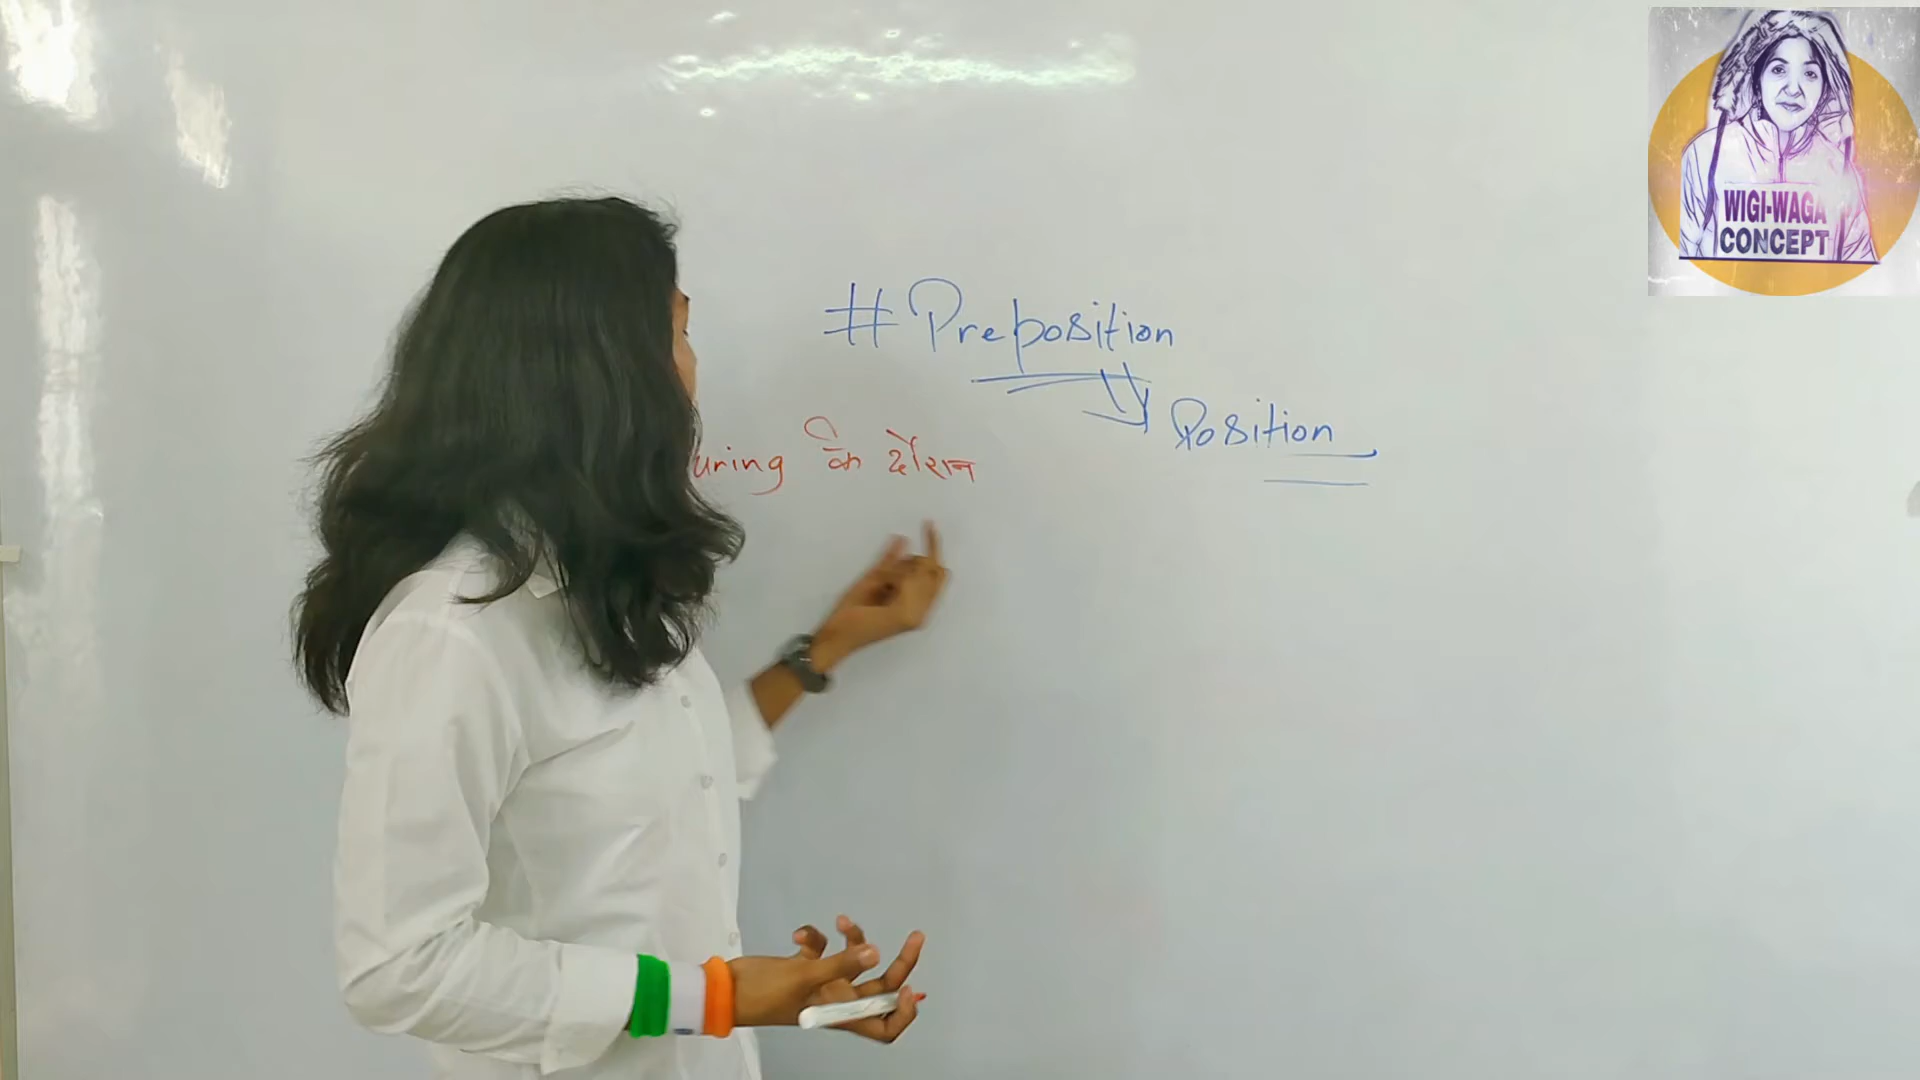 # Preposition
Position
uring कि दौरान
WIGI-WAGA
CONCEPT